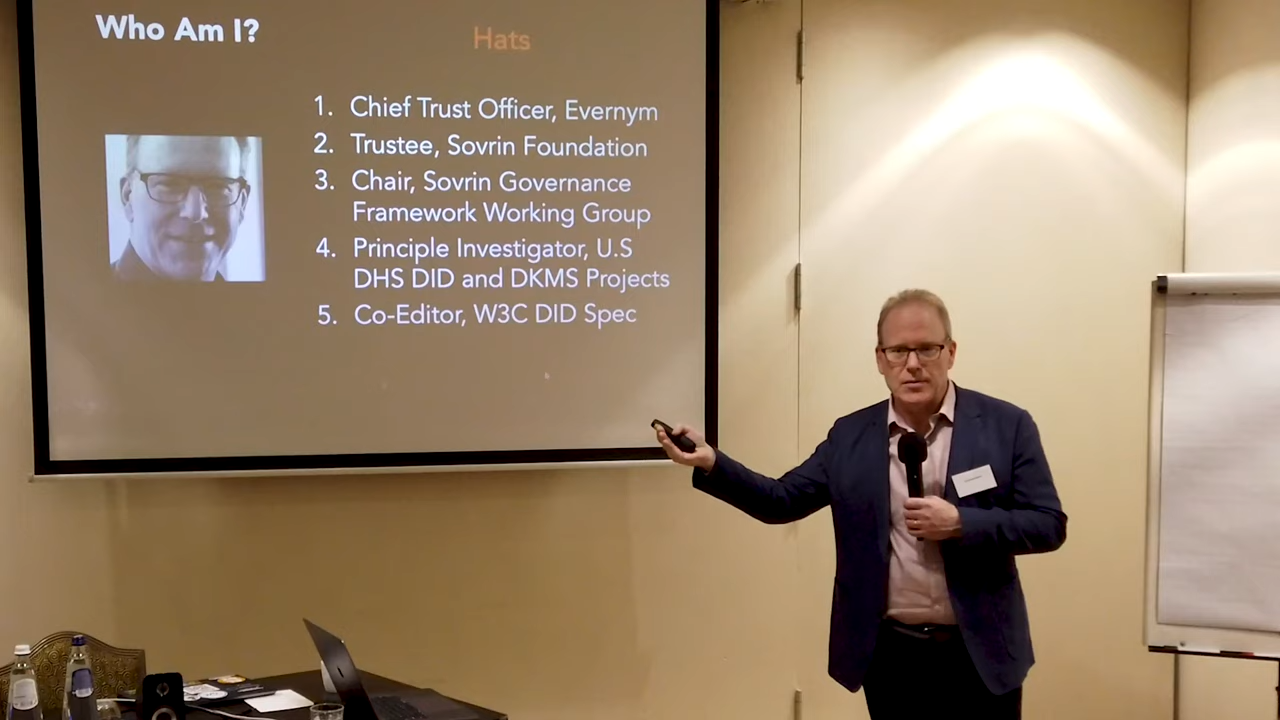 Who Am I?
Hats
1. Chief Trust Officer, Evernym
2. Trustee, Sovrin Foundation
3. Chair, Sovrin Governance
Framework Working Group
4. Principle Investigator, U.S
DHS DID and DKMS Projects
5. Co-Editor, W3C DID Spec